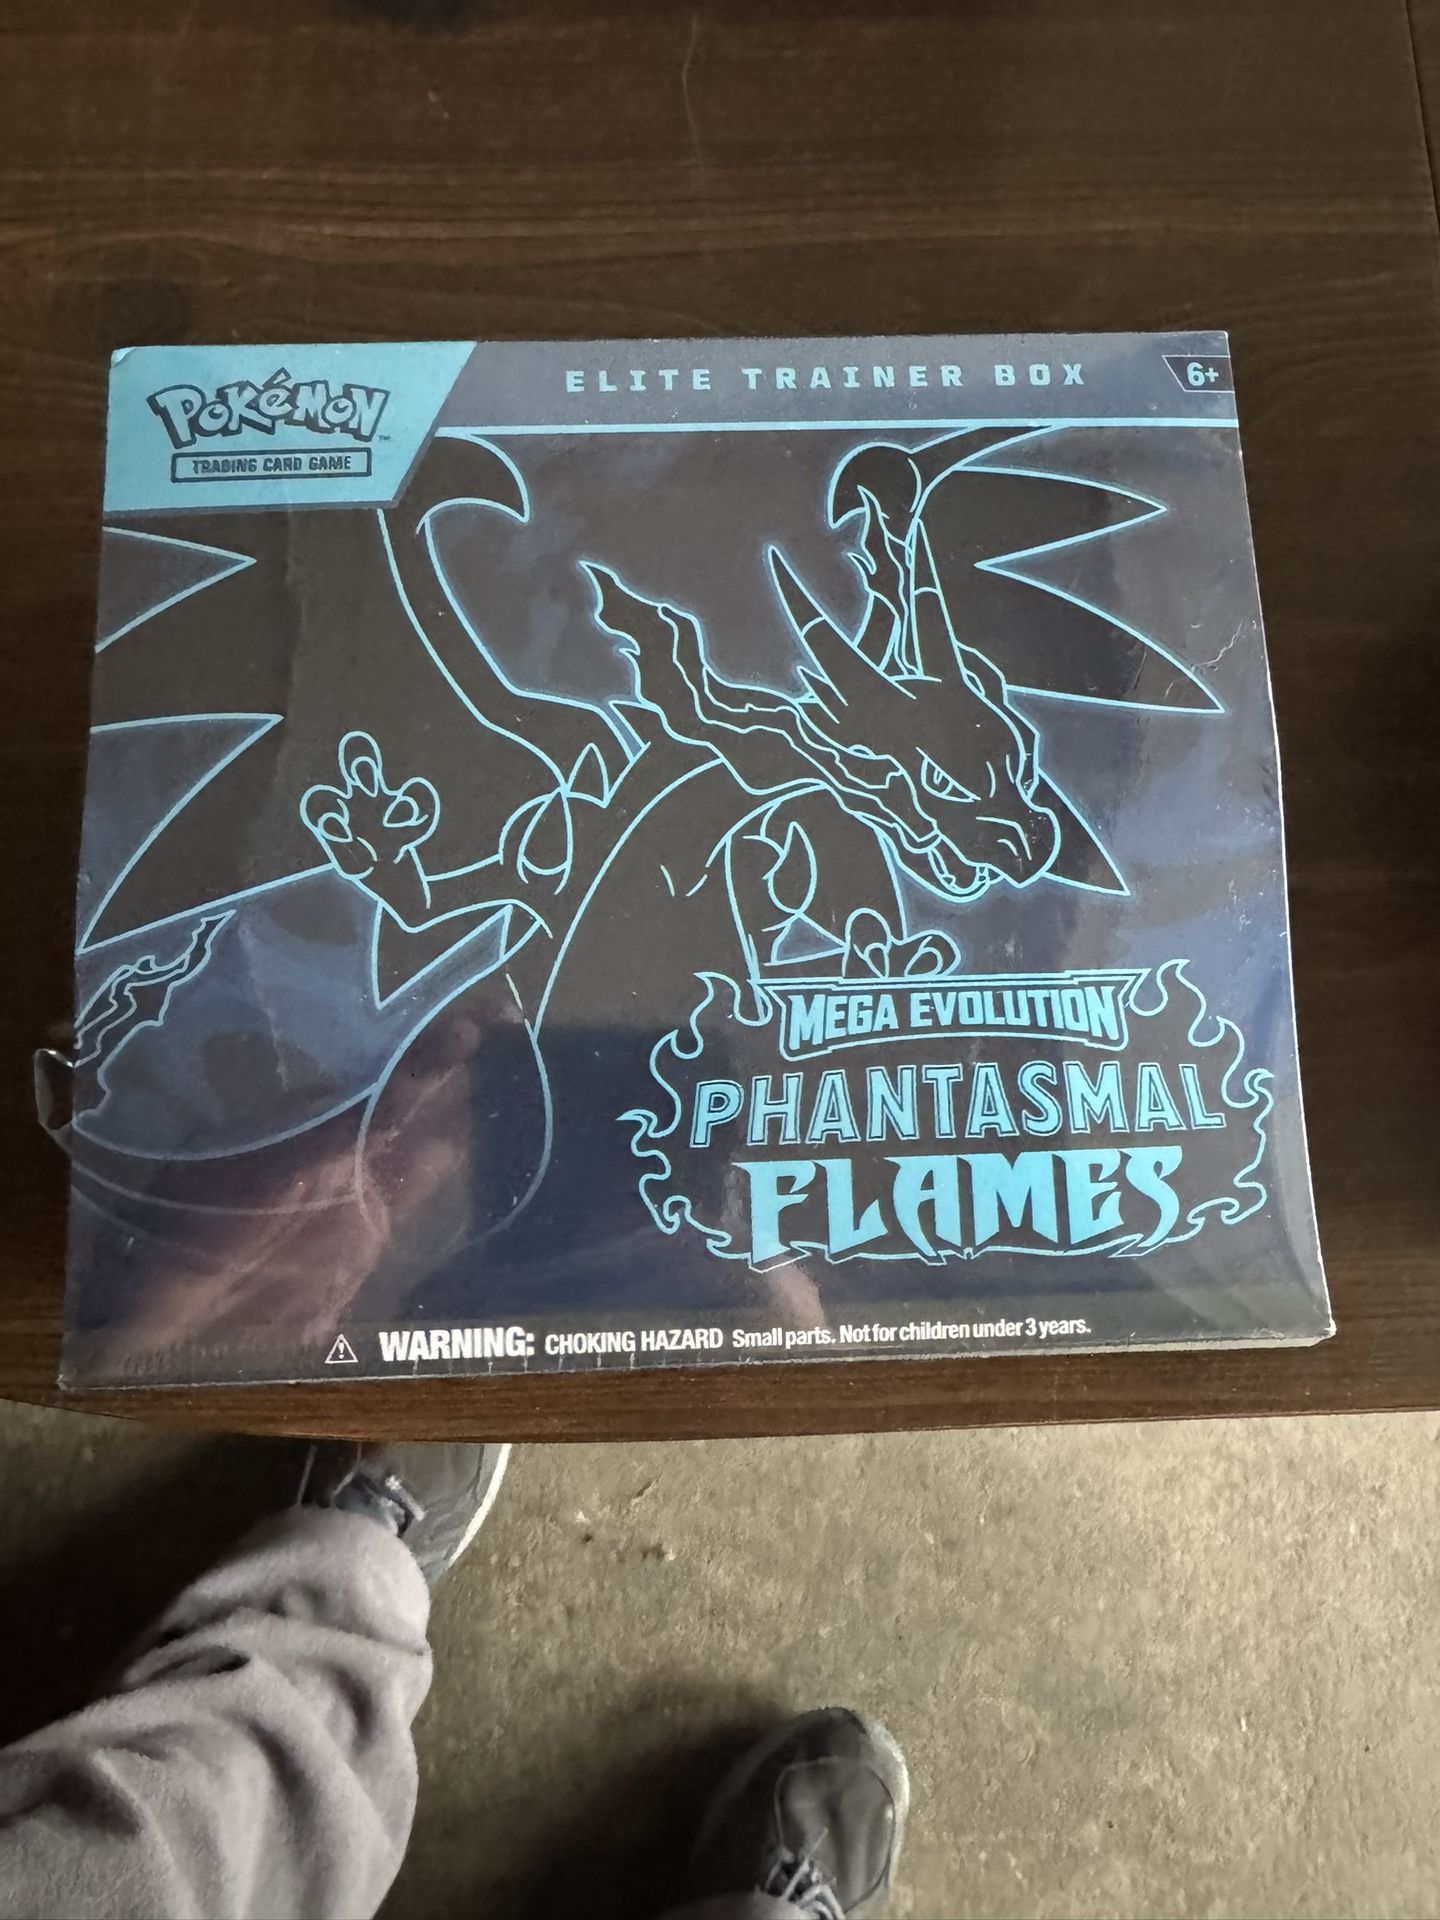 POKéMON
TRADING CARD GAME
ELITE TRAINER BOX
6+
MEGA EVOLUTION
PHANTASMAL
FLAMES
WARNING: CHOKING HAZARD Small parts. Not for children under 3 years.